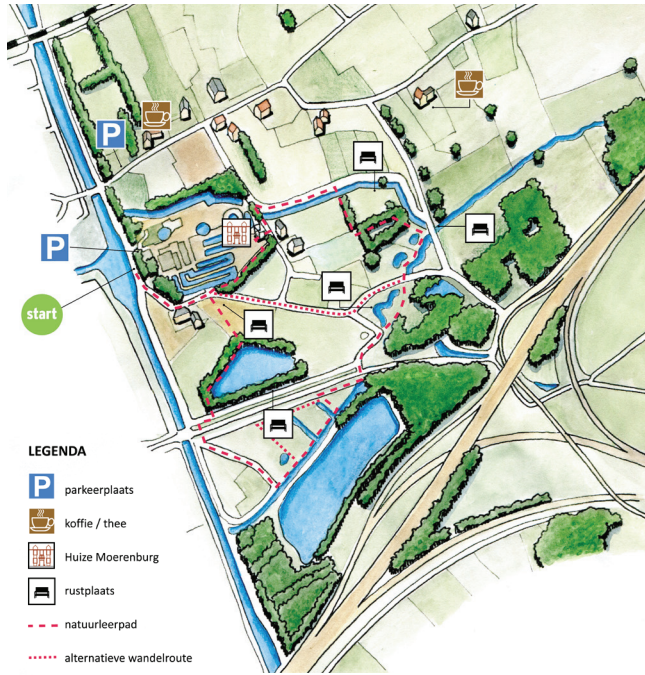 P
P
start
LEGENDA
P parkeerplaats
koffie / thee
Huize Moerenburg
rustplaats
natuurleerpad
alternatieve wandelroute